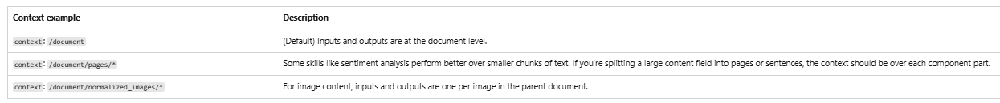 Context example Description
context: /document (Default) Inputs and outputs are at the document level.
context: /document/pages/* Some skills like sentiment analysis perform better over smaller chunks of text. If you're splitting a large content field into pages or sentences, the context should be over each component part.
context: /document/normalized_images/* For image content, inputs and outputs are one per image in the parent document.